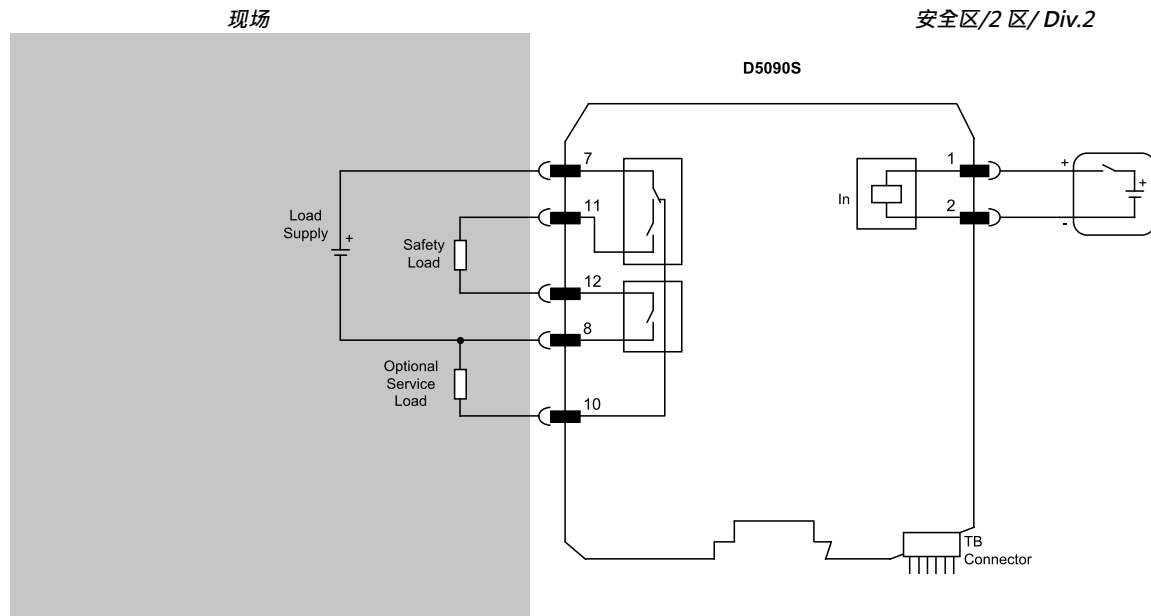 现场
安全区/2 区/ Div.2
D5090S
7
11
12
8
10
Load
Supply
+
Safety
Load
Optional
Service
Load
In
1
2
+
-
+
TB
Connector